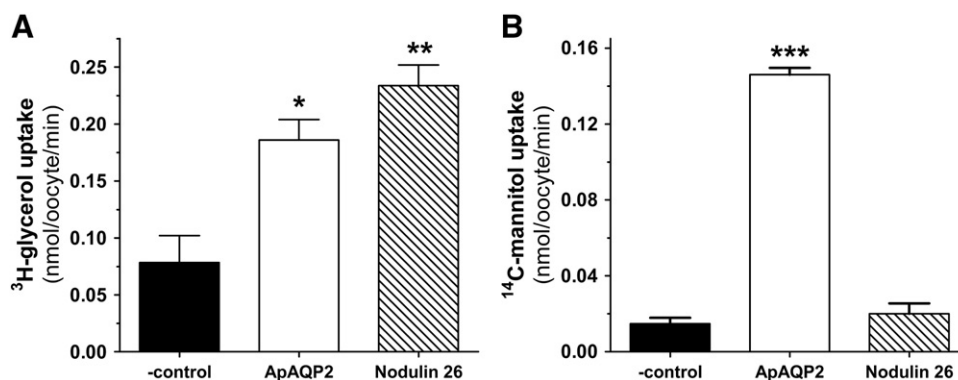 A
³H-glycerol uptake
(nmol/oocyte/min)
0.25
0.20
0.15
0.10
0.05
0.00
*
**
-control ApAQP2 Nodulin 26
B
¹⁴C-mannitol uptake
(nmol/oocyte/min)
0.16
0.12
0.08
0.04
0.00
***
-control ApAQP2 Nodulin 26